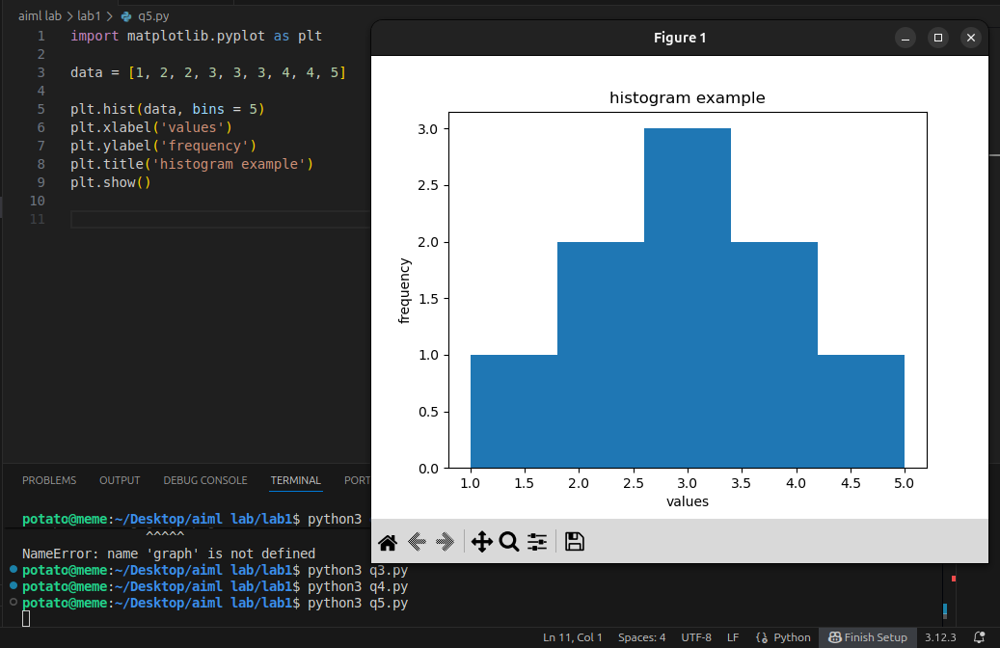 aiml lab > lab1 > q5.py
1 import matplotlib.pyplot as plt
2
3 data = [1, 2, 2, 3, 3, 3, 4, 4, 5]
4
5 plt.hist(data, bins = 5)
6 plt.xlabel('values')
7 plt.ylabel('frequency')
8 plt.title('histogram example')
9 plt.show()
10
11
Figure 1
histogram example
3.0
2.5
2.0
1.5
1.0
0.5
0.0
frequency
1.0 1.5 2.0 2.5 3.0 3.5 4.0 4.5 5.0
values
PROBLEMS OUTPUT DEBUG CONSOLE TERMINAL PORT
potato@meme:~/Desktop/aiml lab/lab1$ python3
^^^^^
NameError: name 'graph' is not defined
potato@meme:~/Desktop/aiml lab/lab1$ python3 q3.py
potato@meme:~/Desktop/aiml lab/lab1$ python3 q4.py
potato@meme:~/Desktop/aiml lab/lab1$ python3 q5.py
Ln 11, Col 1 Spaces: 4 UTF-8 LF {} Python Finish Setup 3.12.3